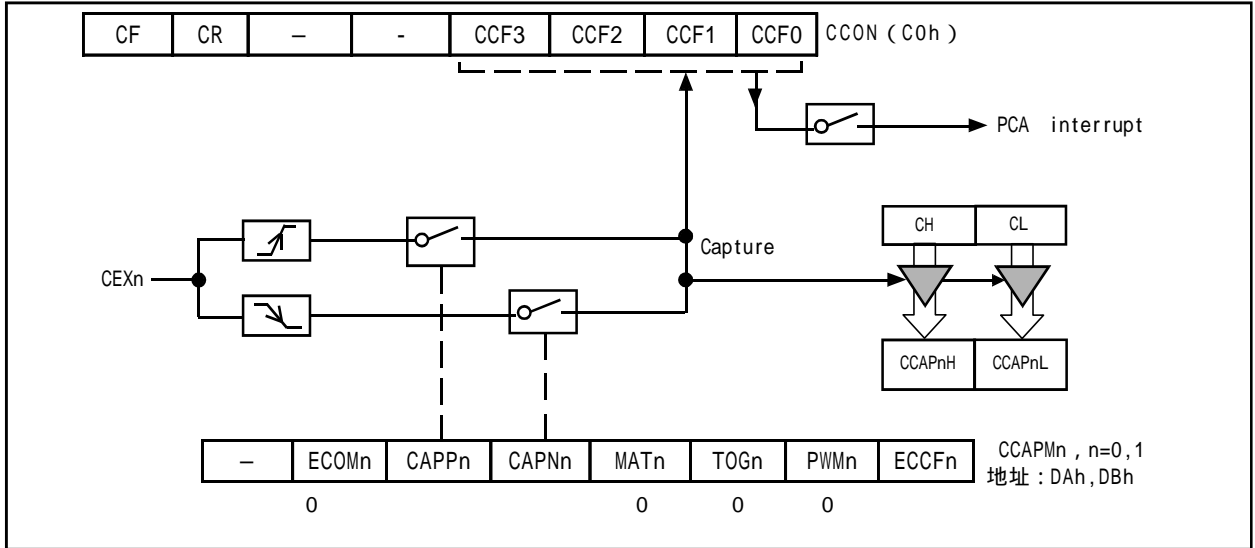 CF CR – - CCF3 CCF2 CCF1 CCF0 CCON (C0h)
PCA interrupt
CH CL
Capture
CEXn
CCAPnH CCAPnL
– ECOMn CAPPn CAPNn MATn TOGn PWMn ECCFn
CCAPMn , n=0,1
地址:DAh,DBh
0 0 0 0